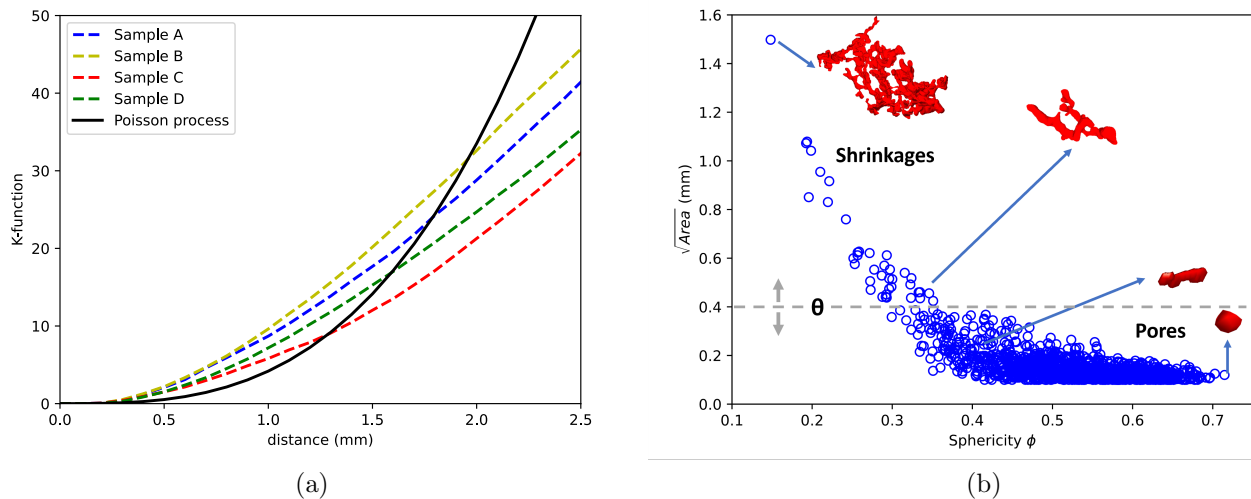 50
40
30
20
10
0
K-function
0.0 0.5 1.0 1.5 2.0 2.5
distance (mm)
Sample A
Sample B
Sample C
Sample D
Poisson process
(a)
1.6
1.4
1.2
1.0
0.8
0.6
0.4
0.2
0.0
√Area (mm)
0.1 0.2 0.3 0.4 0.5 0.6 0.7
Sphericity ϕ
Shrinkages
θ
Pores
(b)